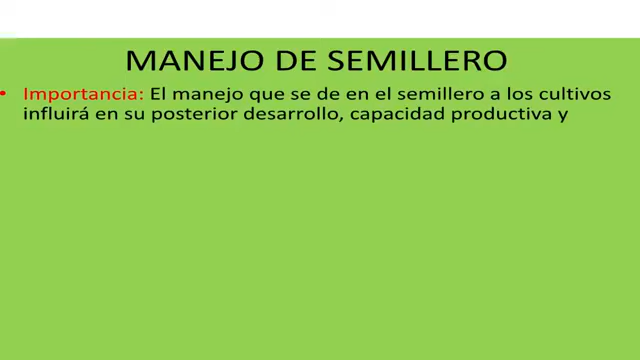 MANEJO DE SEMILLERO
• Importancia: El manejo que se de en el semillero a los cultivos
influirá en su posterior desarrollo, capacidad productiva y